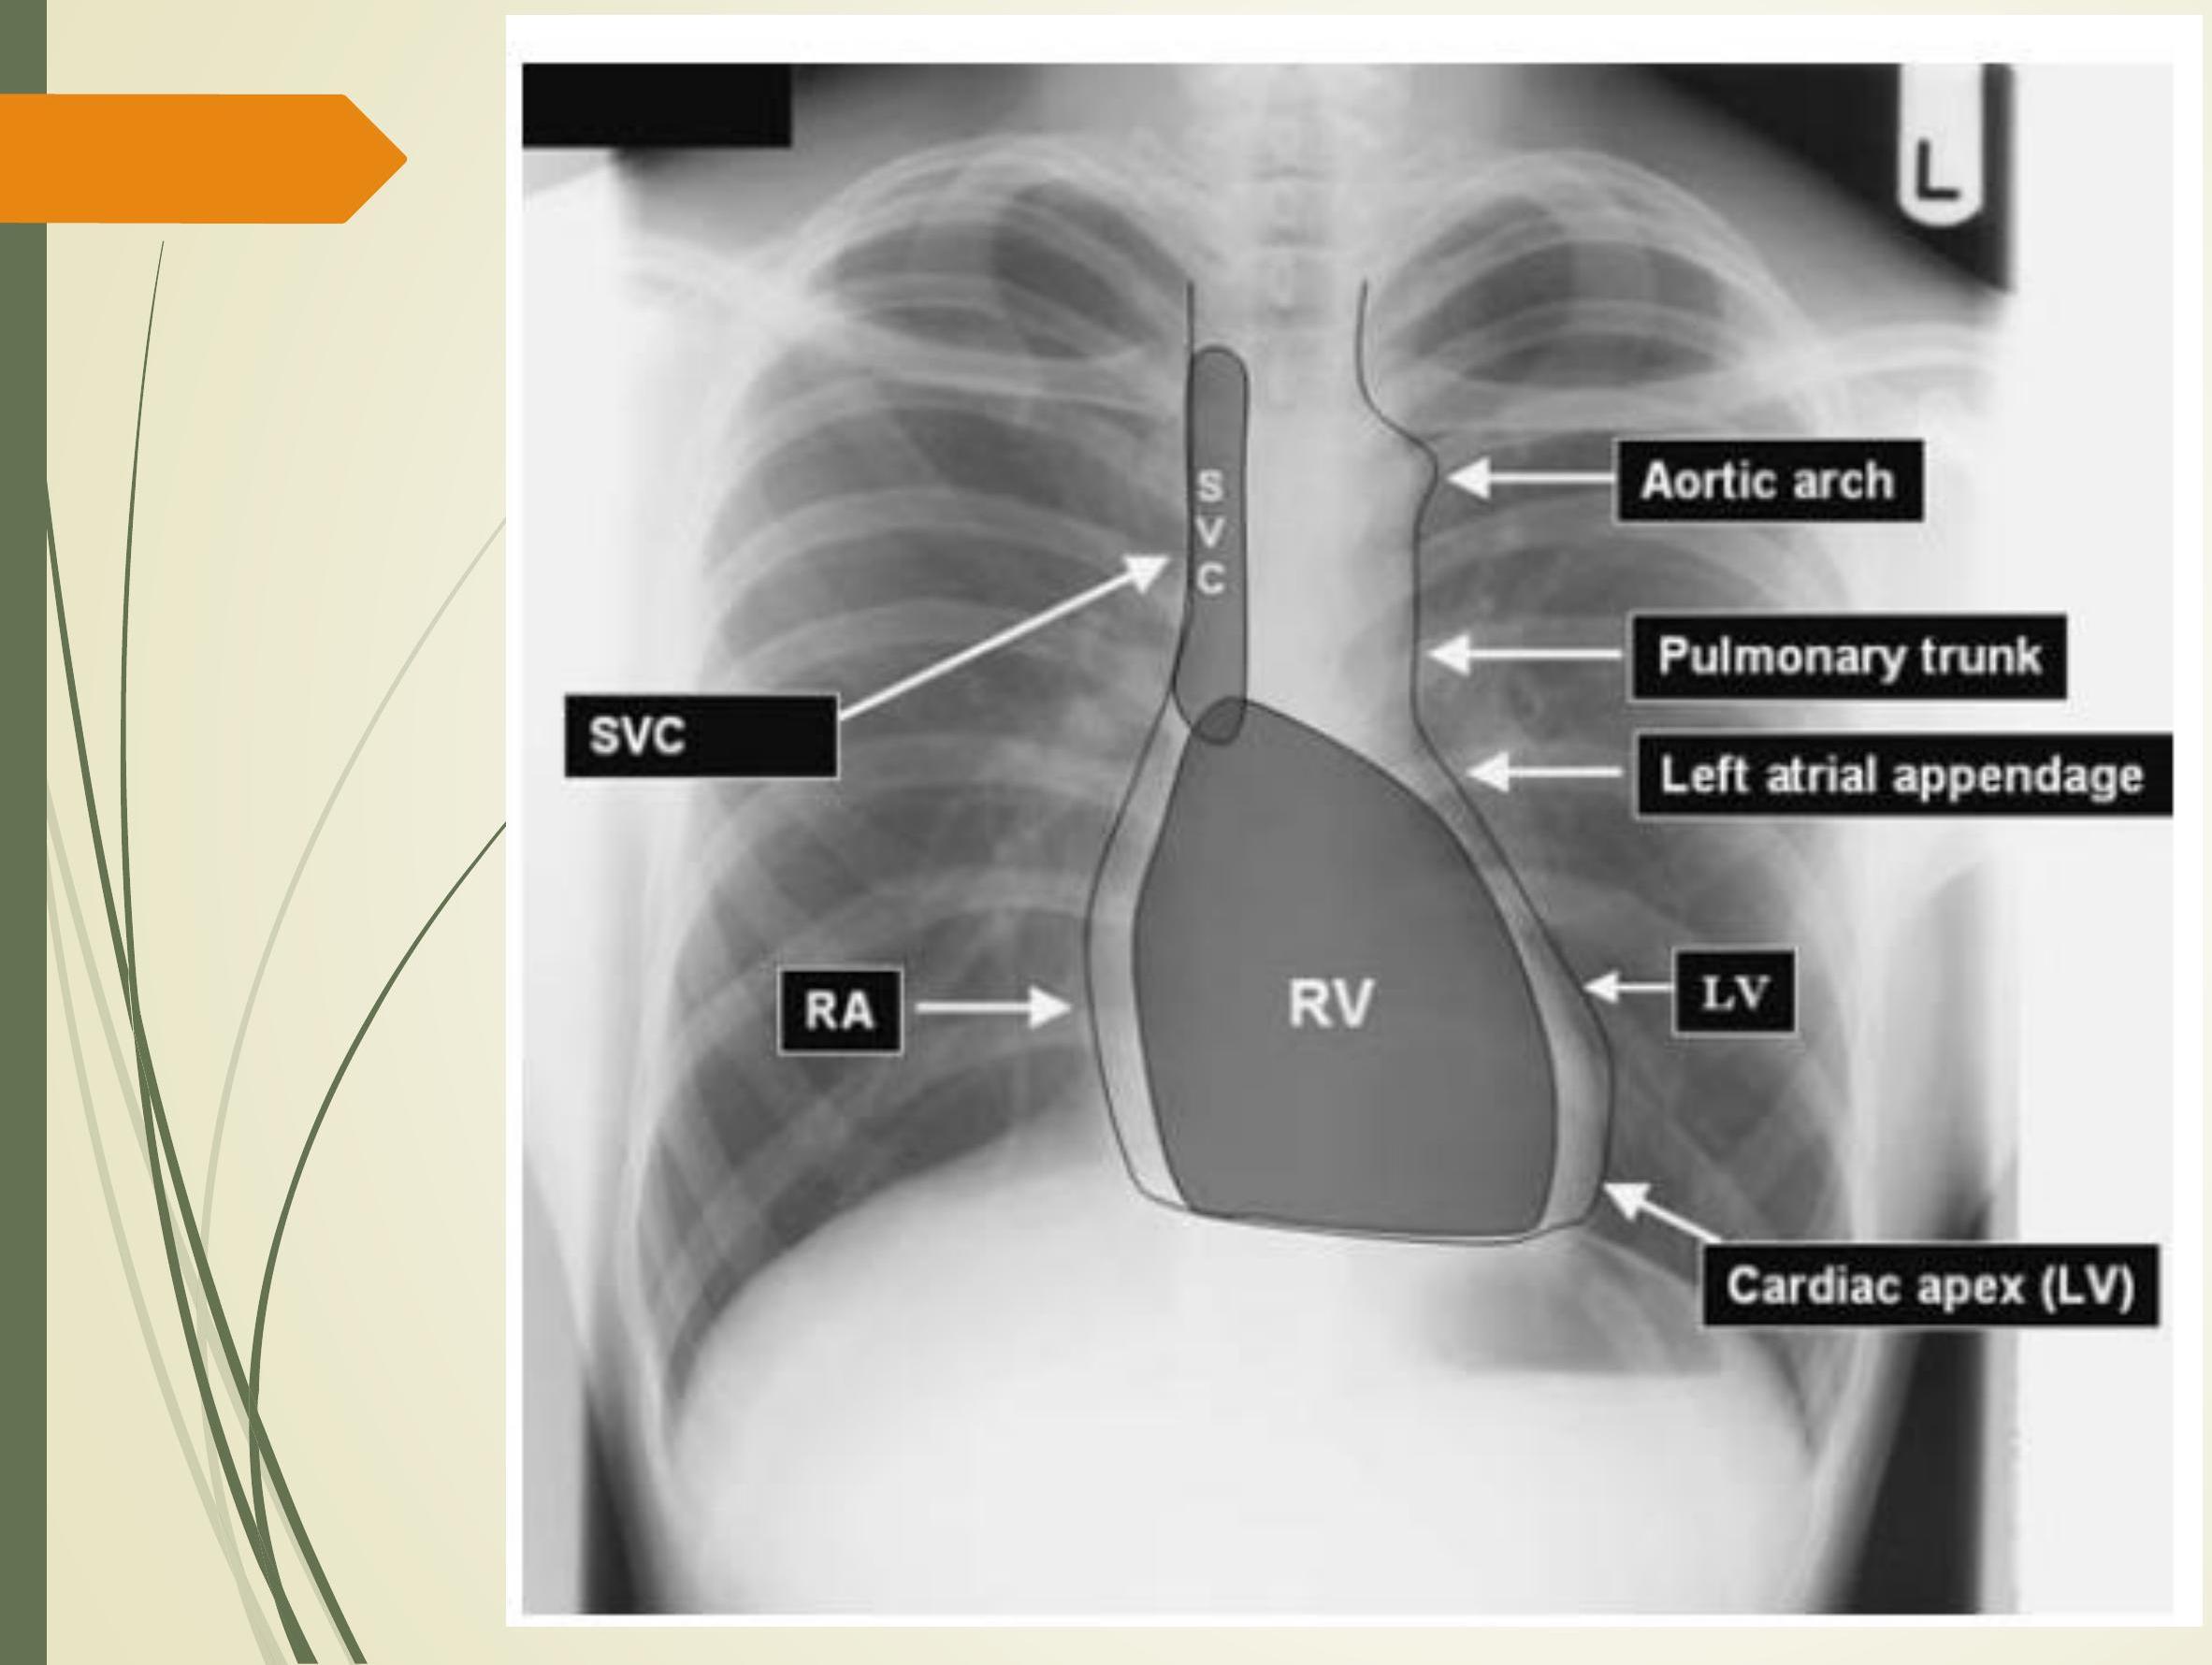 L
Aortic arch
S
V
C
Pulmonary trunk
SVC
Left atrial appendage
RA
RV
LV
Cardiac apex (LV)